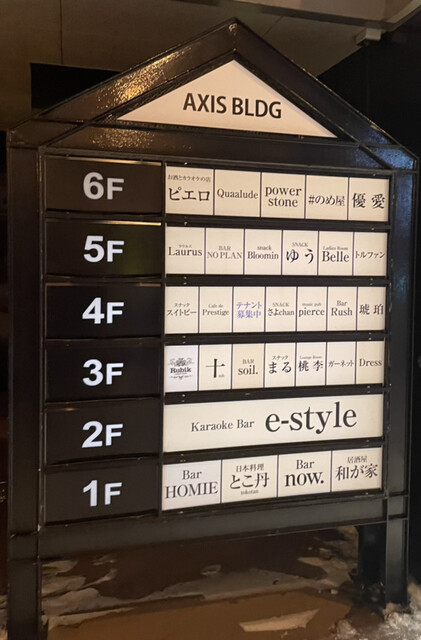 AXIS BLDG
6F
お酒とカラオケの店
ピエロ
Quaalude
power
stone
#のめ屋
優愛
5F
Laurus
BAR
NO PLAN
snack
Bloomin
SNACK
ゆう
Ladies Room
Belle
トルファン
4F
スナック
スイトピー
Cafe de
Prestige
テナント
募集中
SNACK
さよchan
music pub
pierce
Bar
Rush
琥珀
3F
Rubik
十
BAR
soil.
スナック
まる
Lounge Room
桃李
ガーネット
Dress
2F
Karaoke Bar e-style
1F
Bar
HOMIE
日本料理
とこ丹
tokotan
Bar
now.
居酒屋
和が家